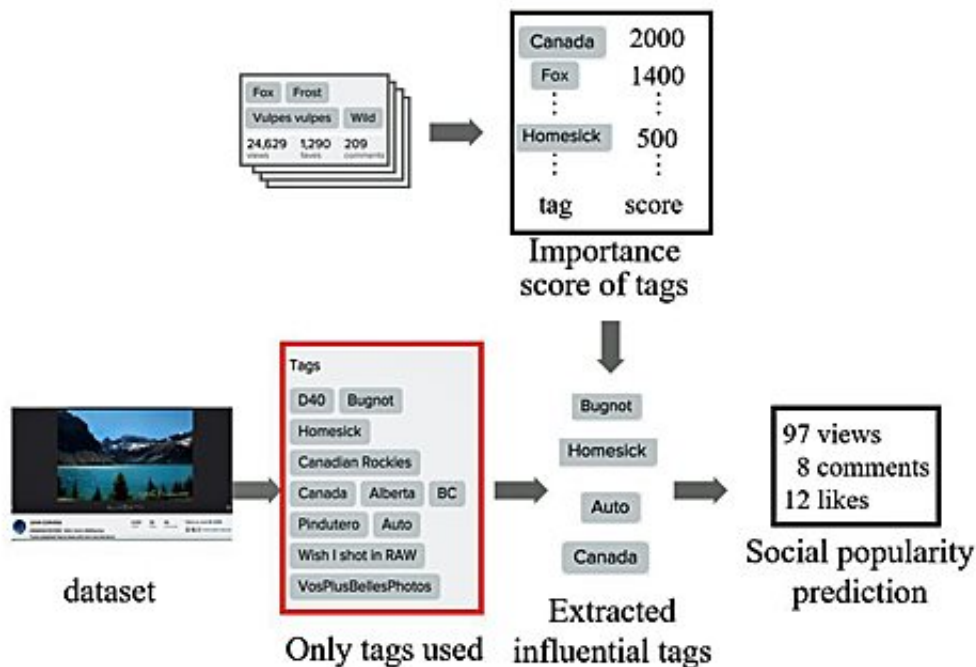 Canada 2000
Fox 1400
Homesick 500
tag score
Importance
score of tags
Fox Frost
Vulpes vulpes Wild
24,629 1,290 209
views faves comments
Tags
D40 Bugnot
Homesick
Canadian Rockies
Canada Alberta BC
Pindutero Auto
Wish I shot in RAW
VosPlusBellesPhotos
Only tags used
dataset
Bugnot
Homesick
Auto
Canada
Extracted
influential tags
97 views
8 comments
12 likes
Social popularity
prediction